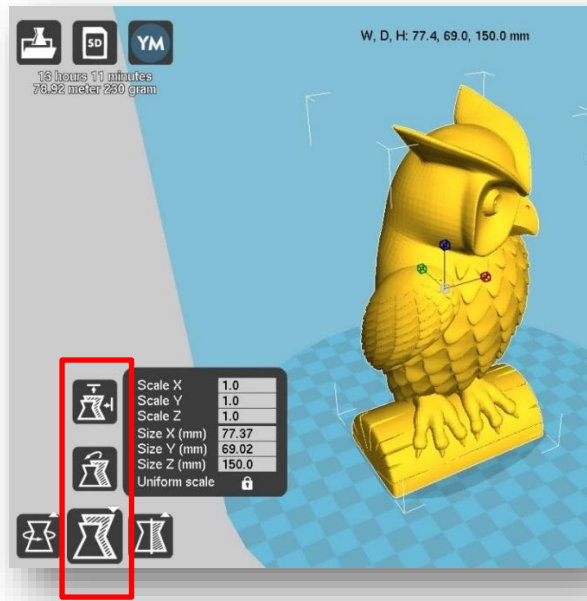 SD
YM
W, D, H: 77.4, 69.0, 150.0 mm
13 hours 11 minutes
78.92 meter 230 gram
Scale X 1.0
Scale Y 1.0
Scale Z 1.0
Size X (mm) 77.37
Size Y (mm) 69.02
Size Z (mm) 150.0
Uniform scale